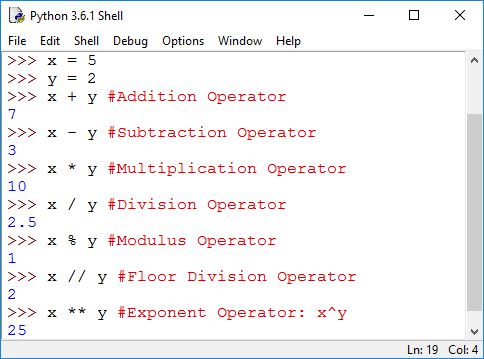 Python 3.6.1 Shell
File Edit Shell Debug Options Window Help
>>> x = 5
>>> y = 2
>>> x + y #Addition Operator
7
>>> x - y #Subtraction Operator
3
>>> x * y #Multiplication Operator
10
>>> x / y #Division Operator
2.5
>>> x % y #Modulus Operator
1
>>> x // y #Floor Division Operator
2
>>> x ** y #Exponent Operator: x^y
25
Ln: 19 Col: 4